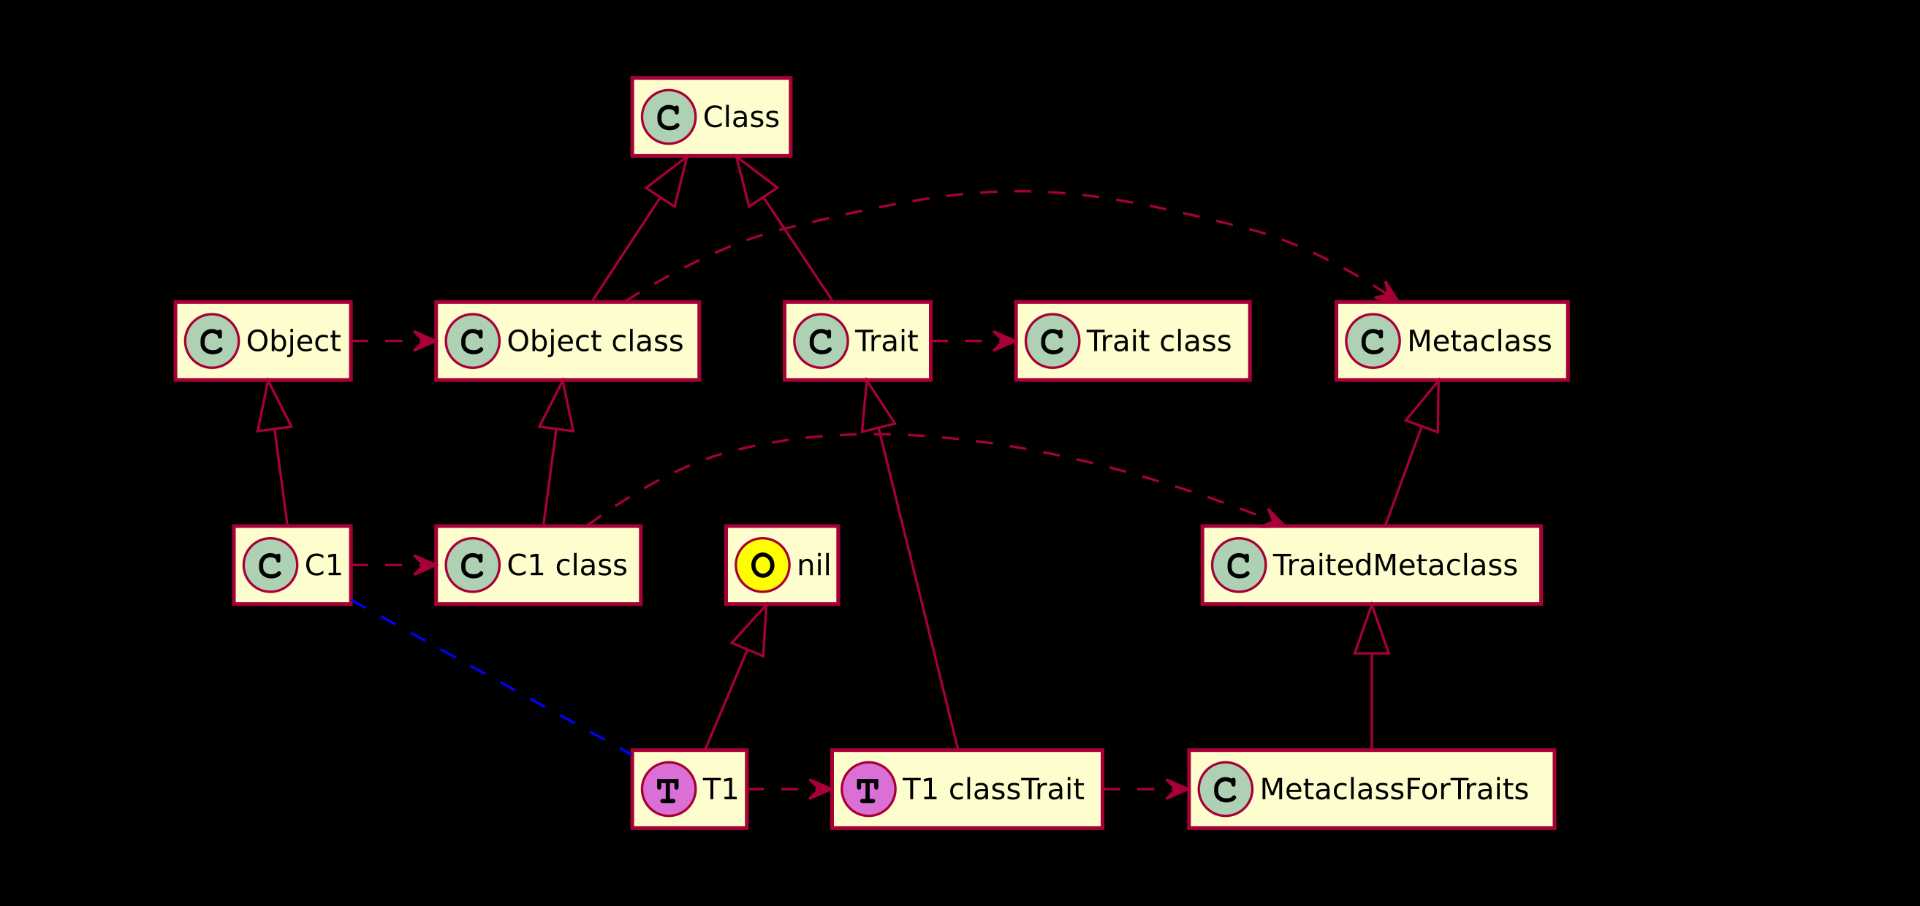 C Class
C Object
C Object class
C Trait
C Trait class
C Metaclass
C C1
C C1 class
O nil
C TraitedMetaclass
T T1
T T1 classTrait
C MetaclassForTraits